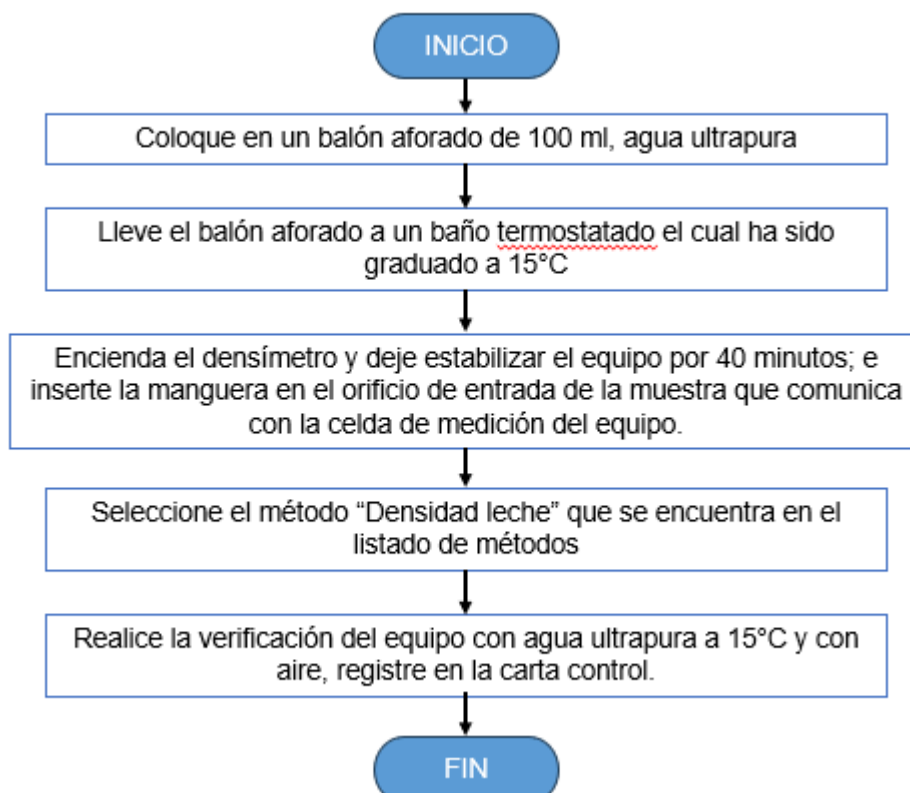 INICIO
Coloque en un balón aforado de 100 ml, agua ultrapura
Lleve el balón aforado a un baño termostatado el cual ha sido
graduado a 15°C
Encienda el densímetro y deje estabilizar el equipo por 40 minutos; e
inserte la manguera en el orificio de entrada de la muestra que comunica
con la celda de medición del equipo.
Seleccione el método “Densidad leche” que se encuentra en el
listado de métodos
Realice la verificación del equipo con agua ultrapura a 15°C y con
aire, registre en la carta control.
FIN